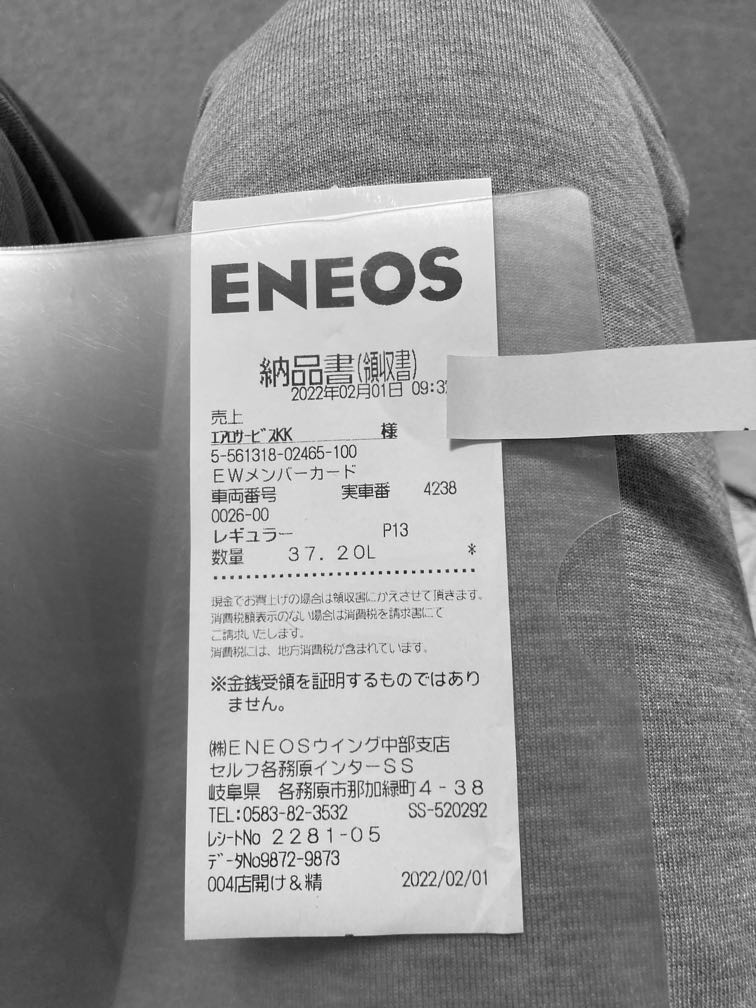 ENEOS
納品書(領収書)
2022年02月01日 09:3
売上
エアロサービスKK 様
5-561318-02465-100
EWメンバーカード
車両番号 実車番 4238
0026-00
レギュラー P13
数量 37.20L *
現金でお買上げの場合は領収書にかえさせて頂きます。
消費税額表示のない場合は消費税を請求書にて
ご請求いたします。
消費税には、地方消費税が含まれています。
※金銭受領を証明するものではあり
ません。
㈱ENEOSウイング中部支店
セルフ各務原インターSS
岐阜県 各務原市那加緑町4-38
TEL:0583-82-3532 SS-520292
レシートNo 2281-05
データNo9872-9873
004店開け&精 2022/02/01